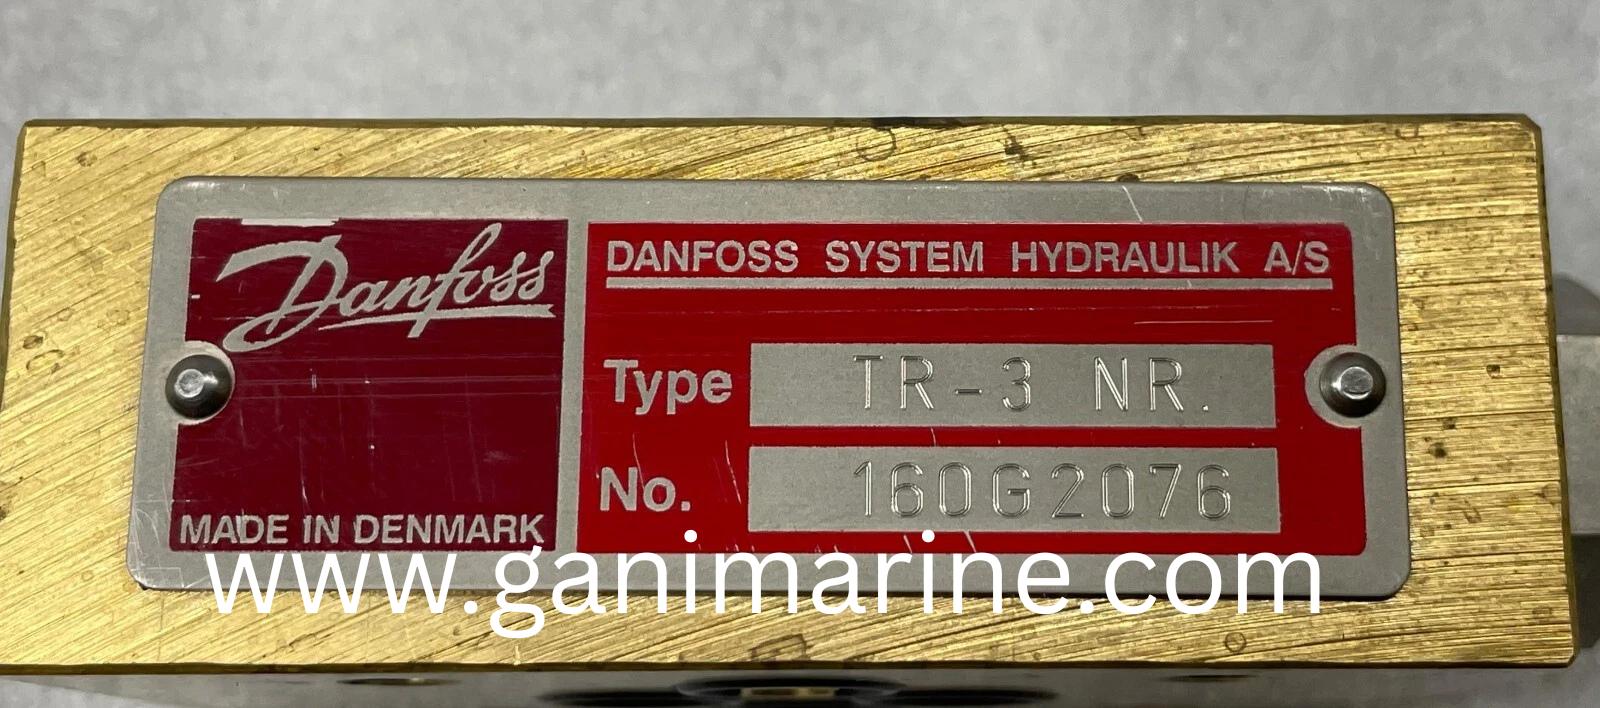 Danfoss
MADE IN DENMARK
DANFOSS SYSTEM HYDRAULIK A/S
Type TR-3 NR.
No. 160G2076
www.ganimarine.com